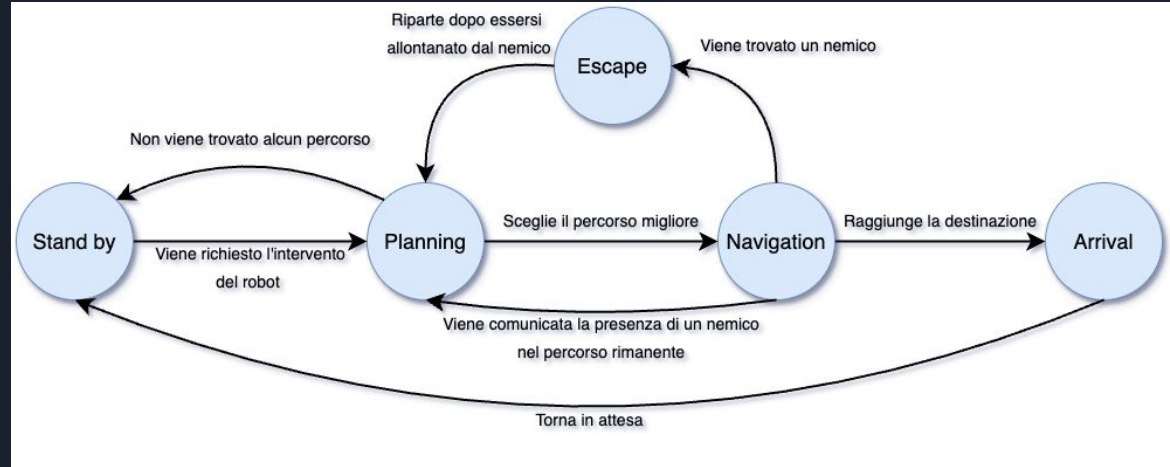 Riparte dopo essersi
allontanato dal nemico
Escape
Viene trovato un nemico
Non viene trovato alcun percorso
Stand by
Viene richiesto l'intervento
del robot
Planning
Sceglie il percorso migliore
Navigation
Raggiunge la destinazione
Arrival
Viene comunicata la presenza di un nemico
nel percorso rimanente
Torna in attesa